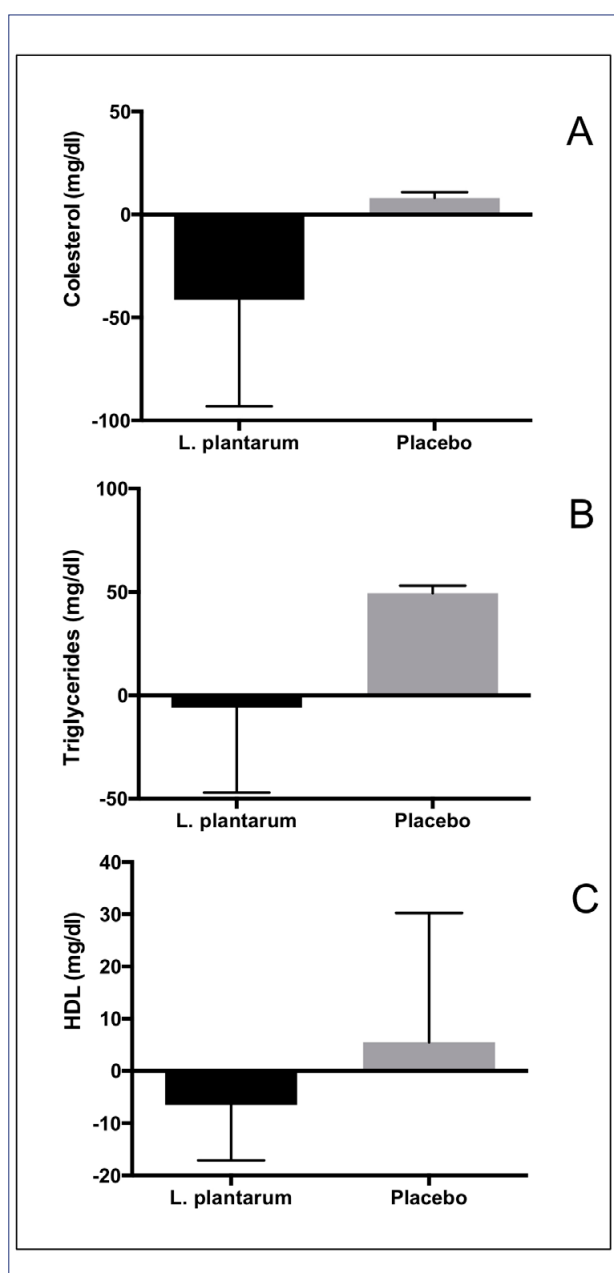 A
Colesterol (mg/dl)
50
0
-50
-100
L. plantarum Placebo
B
Triglycerides (mg/dl)
100
50
0
-50
L. plantarum Placebo
C
HDL (mg/dl)
40
30
20
10
0
-10
-20
L. plantarum Placebo